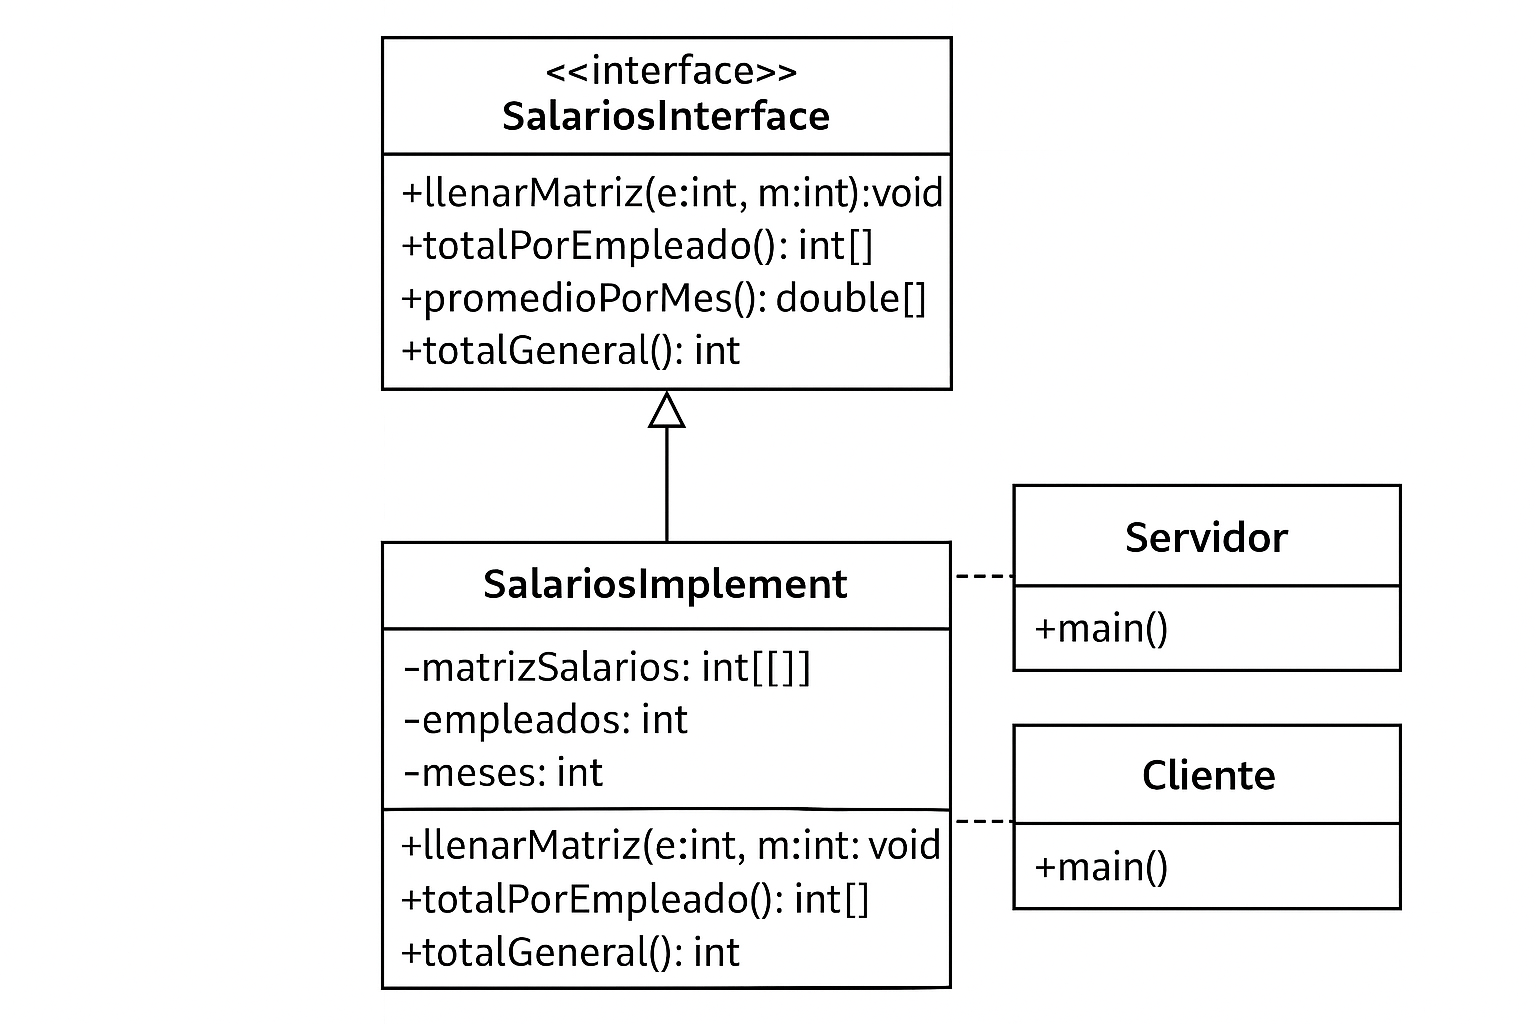 <<interface>>
SalariosInterface
+llenarMatriz(e:int, m:int):void
+totalPorEmpleado(): int[]
+promedioPorMes(): double[]
+totalGeneral(): int
SalariosImplement
-matrizSalarios: int[[]]
-empleados: int
-meses: int
+llenarMatriz(e:int, m:int: void
+totalPorEmpleado(): int[]
+totalGeneral(): int
Servidor
+main()
Cliente
+main()